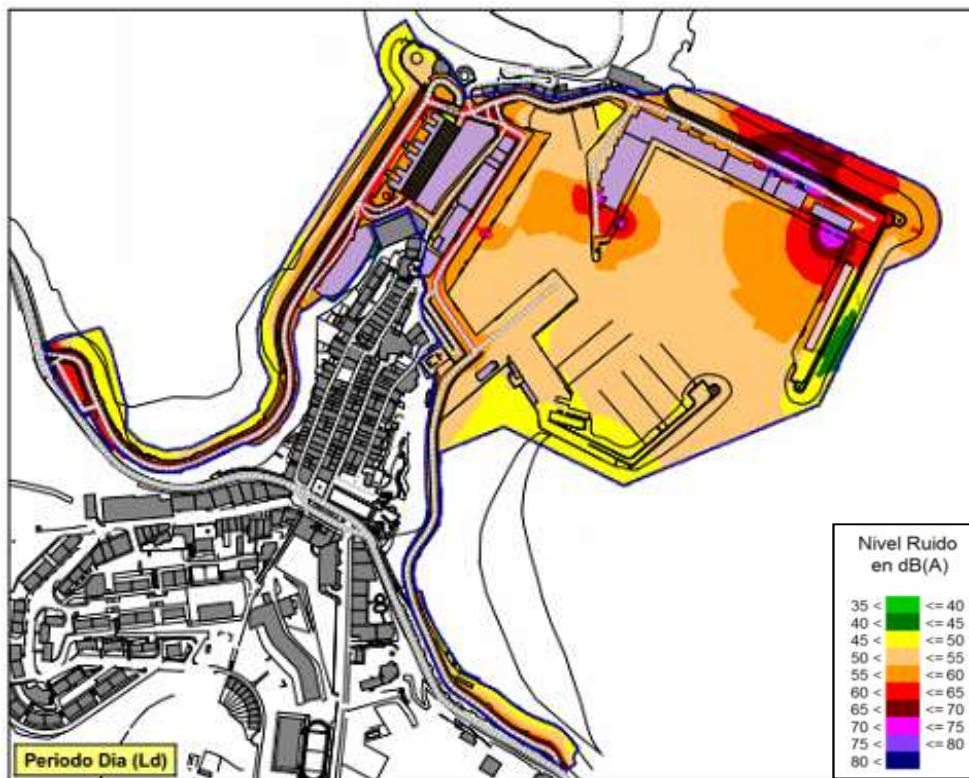 Nivel Ruido
en dB(A)
35 < <= 40
40 < <= 45
45 < <= 50
50 < <= 55
55 < <= 60
60 < <= 65
65 < <= 70
70 < <= 75
75 < <= 80
80 <
Periodo Dia (Ld)